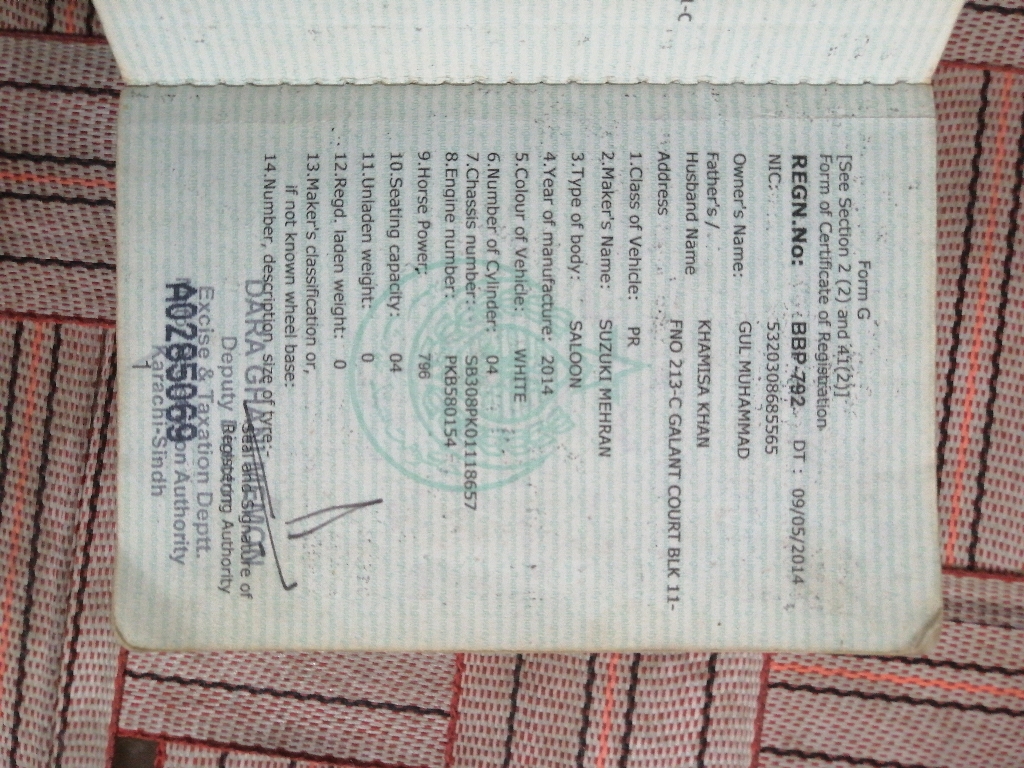 I-C
Form G
[See Section 2 (2) and 41(2)]
Form of Certificate of Registration
REGN.No: BBP-792 DT : 09/05/2014
NIC: 5320308685565
Owner's Name: GUL MUHAMMAD
Father's / KHAMISA KHAN
Husband Name
Address FNO 213-C GALANT COURT BLK 11-
1.Class of Vehicle: PR
2.Maker's Name: SUZUKI MEHRAN
3.Type of body: SALOON
4.Year of manufacture: 2014
5.Colour of Vehicle: WHITE
6.Number of Cylinder: 04
7.Chassis number: SB308PK01118657
8.Engine number: PKB580154
9.Horse Power: 796
10.Seating capacity: 04
11.Unladen weight: 0
12.Regd. laden weight: 0
13.Maker's classification or,
if not known wheel base:
14.Number, description, size of tyre:-
Seal and signature of
Registering Authority
DARA GHANI MEMON
Deputy Director
Excise & Taxation Deptt.
A0285069
on Authority
Karachi-Sindh
1